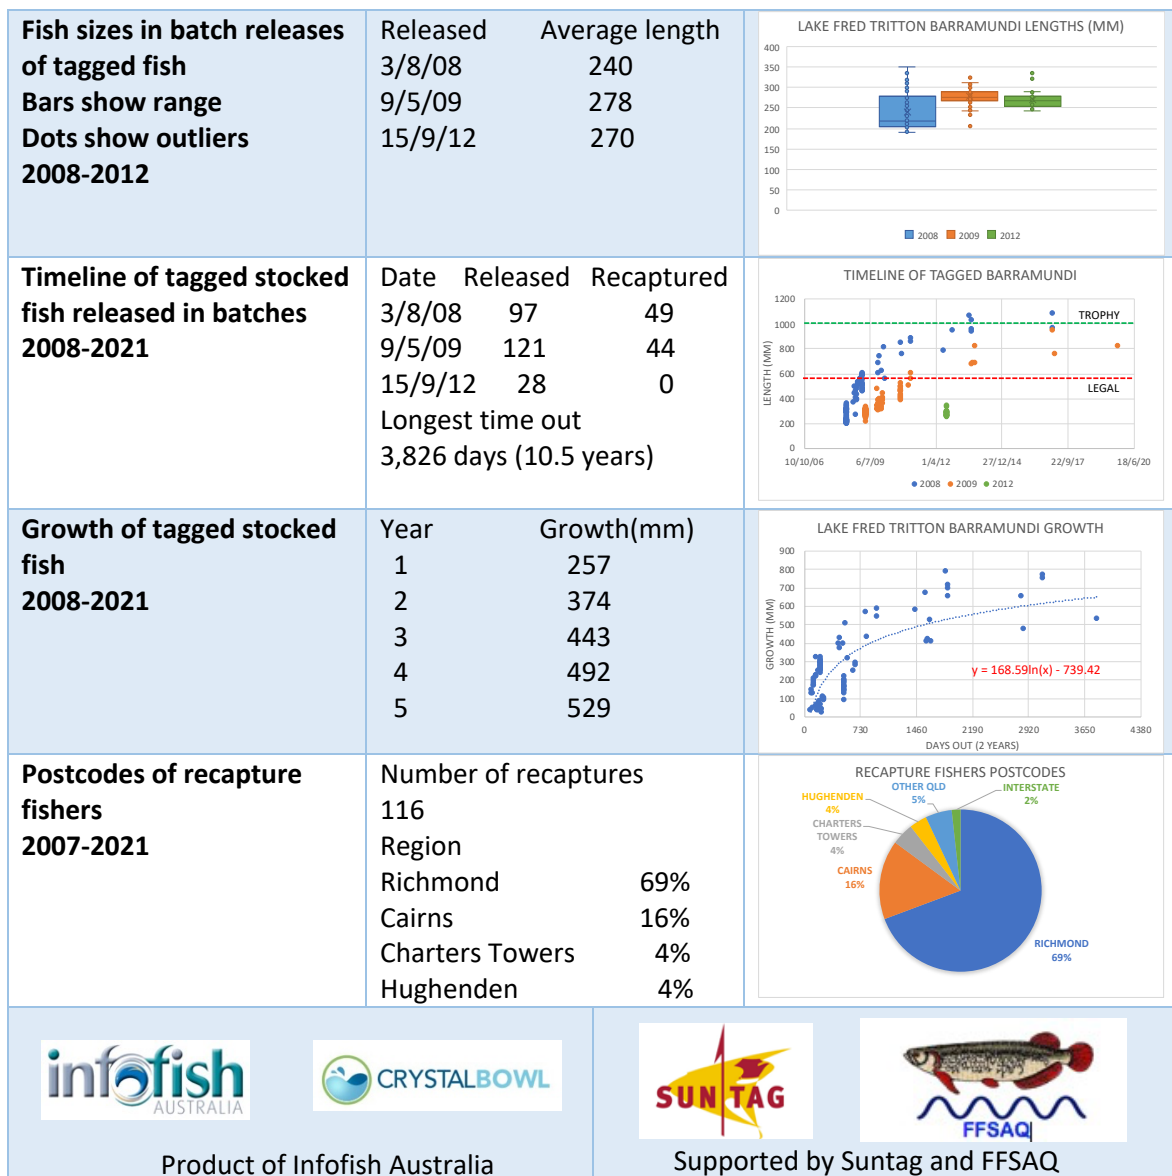 Fish sizes in batch releases
of tagged fish
Bars show range
Dots show outliers
2008-2012
Released Average length
3/8/08 240
9/5/09 278
15/9/12 270
LAKE FRED TRITTON BARRAMUNDI LENGTHS (MM)
400
350
300
250
200
150
100
50
0
2008 2009 2012
Timeline of tagged stocked
fish released in batches
2008-2021
Date Released Recaptured
3/8/08 97 49
9/5/09 121 44
15/9/12 28 0
Longest time out
3,826 days (10.5 years)
TIMELINE OF TAGGED BARRAMUNDI
LENGTH (MM)
1200
1000
800
600
400
200
0
TROPHY
LEGAL
10/10/06 6/7/09 1/4/12 27/12/14 22/9/17 18/6/20
2008 2009 2012
Growth of tagged stocked
fish
2008-2021
Year Growth(mm)
1 257
2 374
3 443
4 492
5 529
LAKE FRED TRITTON BARRAMUNDI GROWTH
GROWTH (MM)
900
800
700
600
500
400
300
200
100
0
y = 168.59ln(x) - 739.42
0 730 1460 2190 2920 3650 4380
DAYS OUT (2 YEARS)
Postcodes of recapture
fishers
2007-2021
Number of recaptures
116
Region
Richmond 69%
Cairns 16%
Charters Towers 4%
Hughenden 4%
RECAPTURE FISHERS POSTCODES
OTHER QLD
5%
INTERSTATE
2%
HUGHENDEN
4%
CHARTERS
TOWERS
4%
CAIRNS
16%
RICHMOND
69%
infofish
AUSTRALIA
CRYSTALBOWL
SUNTAG
FFSAQ
Product of Infofish Australia
Supported by Suntag and FFSAQ